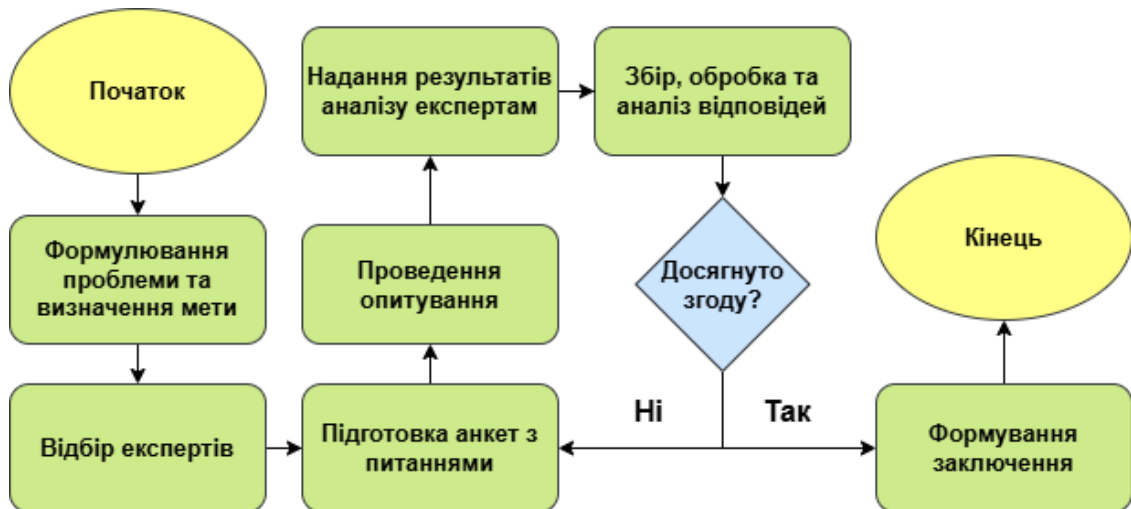 Початок
Формулювання
проблеми та
визначення мети
Відбір експертів
Підготовка анкет з
питаннями
Проведення
опитування
Надання результатів
аналізу експертам
Збір, обробка та
аналіз відповідей
Досягнуто
згоду?
Ні
Так
Формування
заключення
Кінець